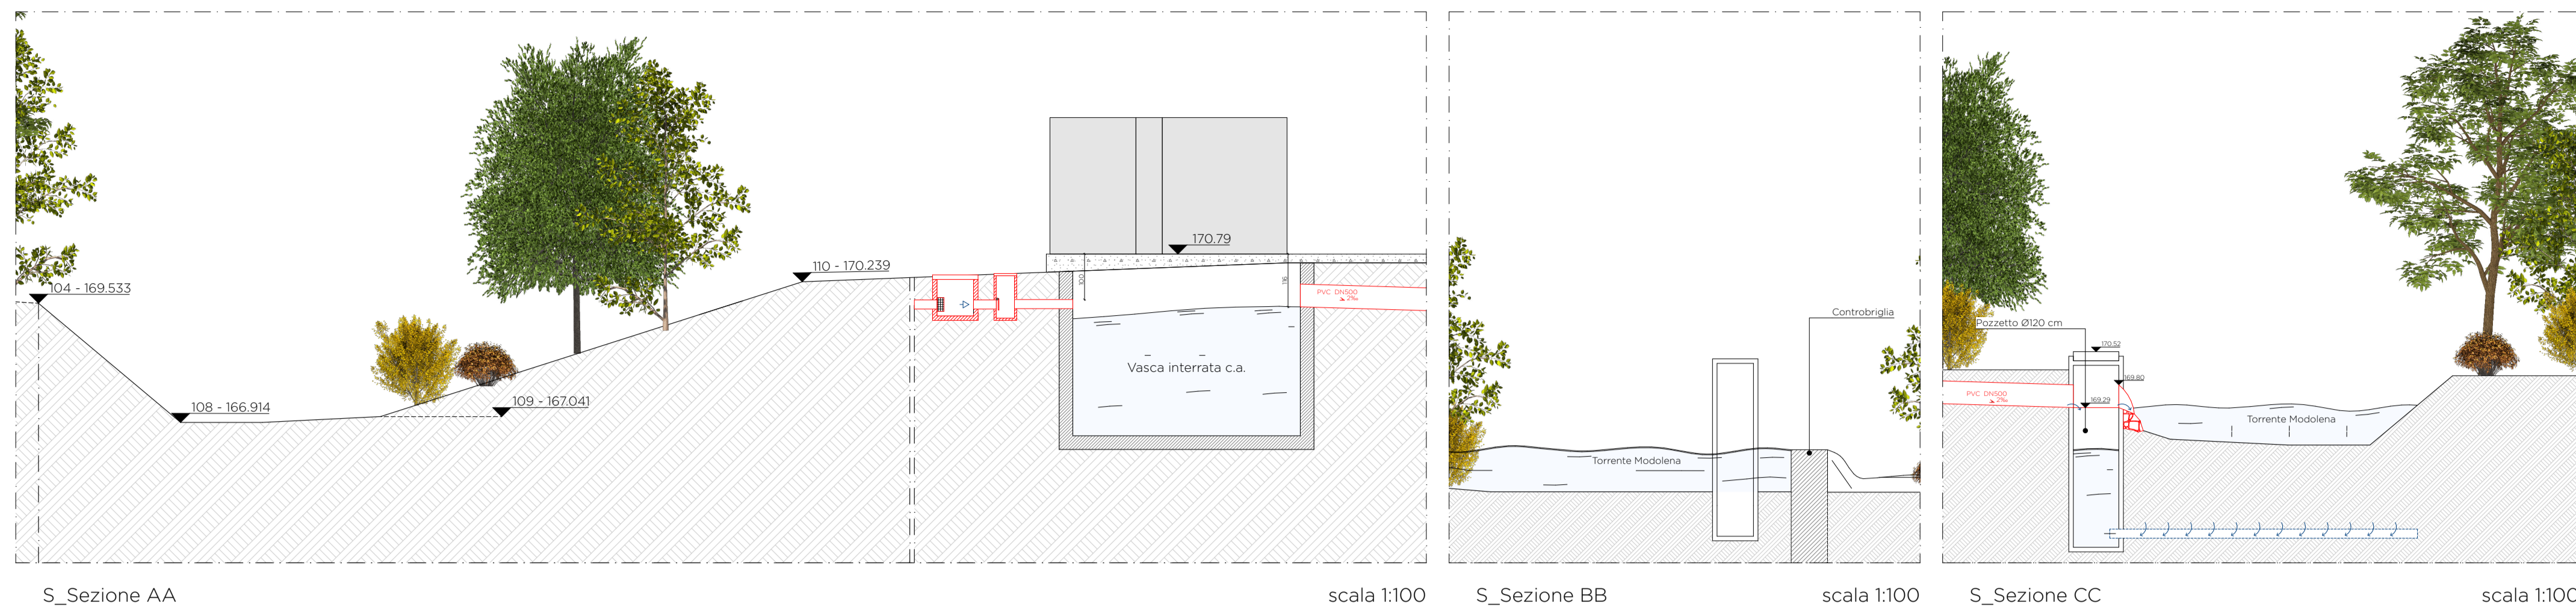 104 - 169.533
108 - 166.914
109 - 167.041
110 - 170.239
170.79
100
116
PVC DN500
2‰
Vasca interrata c.a.
S_Sezione AA
scala 1:100
Controbriglia
Torrente Modolena
S_Sezione BB
scala 1:100
Pozzetto Ø120 cm
170.52
169.80
169.29
PVC DN500
2‰
Torrente Modolena
S_Sezione CC
scala 1:100